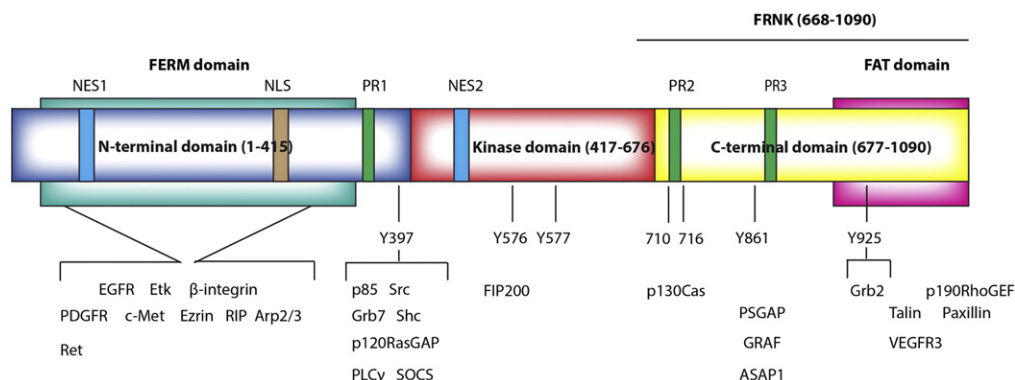 FRNK (668-1090)
FERM domain
FAT domain
NES1
NLS
PR1
NES2
PR2
PR3
N-terminal domain (1-415)
Kinase domain (417-676)
C-terminal domain (677-1090)
Y397
Y576
Y577
710
716
Y861
Y925
EGFR Etk β-integrin
PDGFR c-Met Ezrin RIP Arp2/3
Ret
p85 Src
Grb7 Shc
p120RasGAP
PLCγ SOCS
FIP200
p130Cas
PSGAP
GRAF
ASAP1
Grb2
p190RhoGEF
Talin Paxillin
VEGFR3